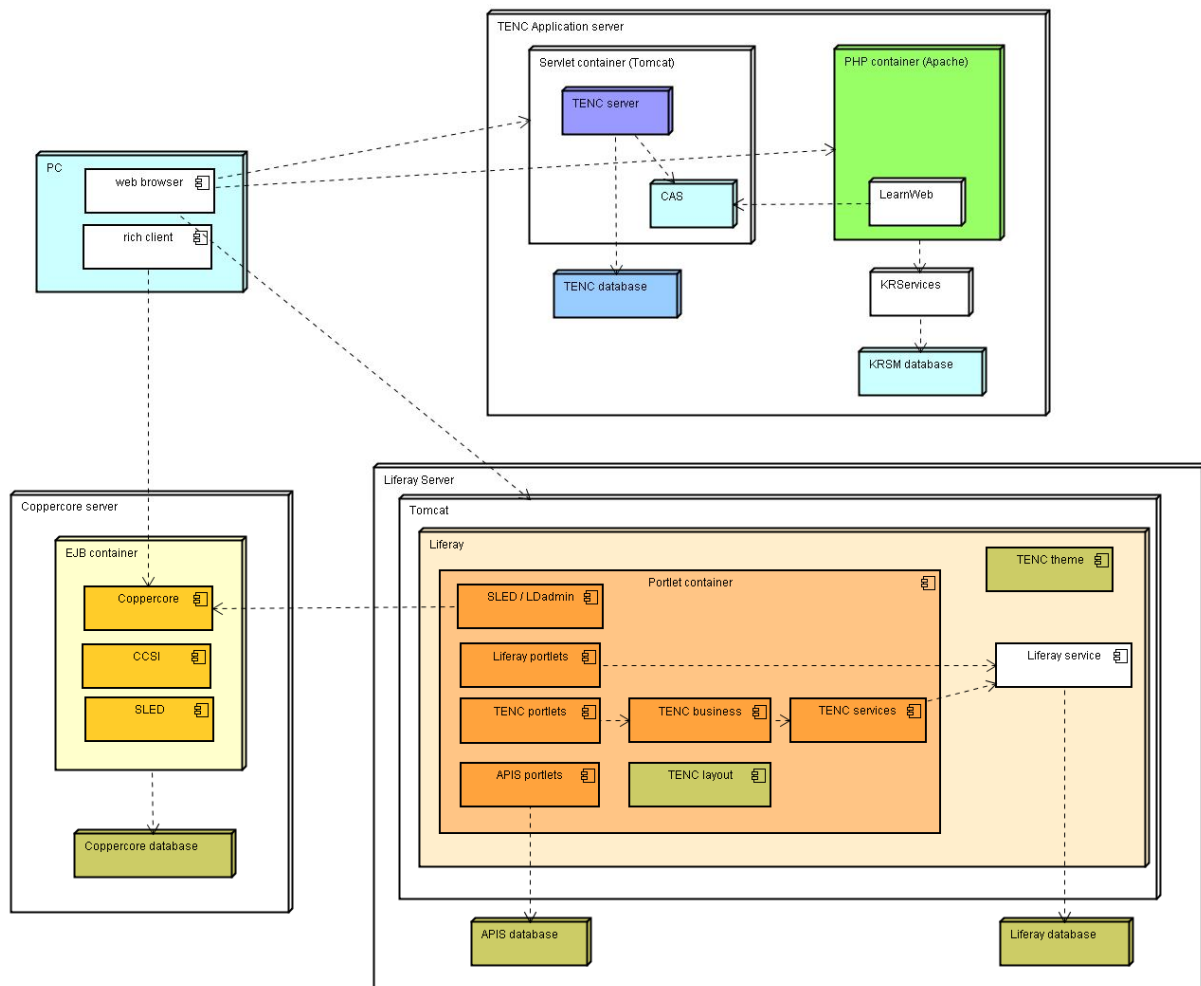 TENC Application server
Servlet container (Tomcat)
PHP container (Apache)
TENC server
PC
web browser
CAS
LearnWeb
rich client
TENC database
KRServices
KRSM database
Liferay Server
Coppercore server
Tomcat
EJB container
Liferay
TENC theme
Portlet container
Coppercore
SLED / LDadmin
CCSI
Liferay portlets
Liferay service
SLED
TENC portlets
TENC business
TENC services
APIS portlets
TENC layout
Coppercore database
APIS database
Liferay database